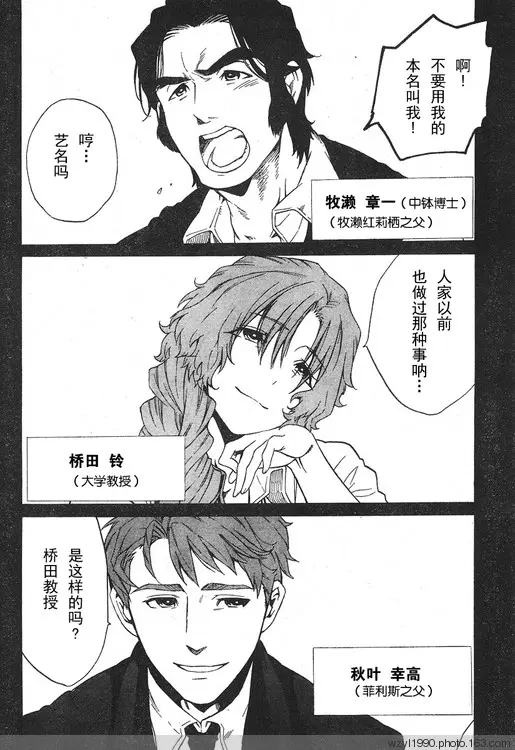 啊！
不要用我的
本名叫我！
哼…
艺名吗
牧濑 章一（中钵博士）
（牧濑红莉栖之父）
人家以前
也做过那种事呐…
桥田 铃
（大学教授）
是这样的吗？
桥田教授
秋叶 幸高
（菲利斯之父）
www.wzyl1990.photo.163.com